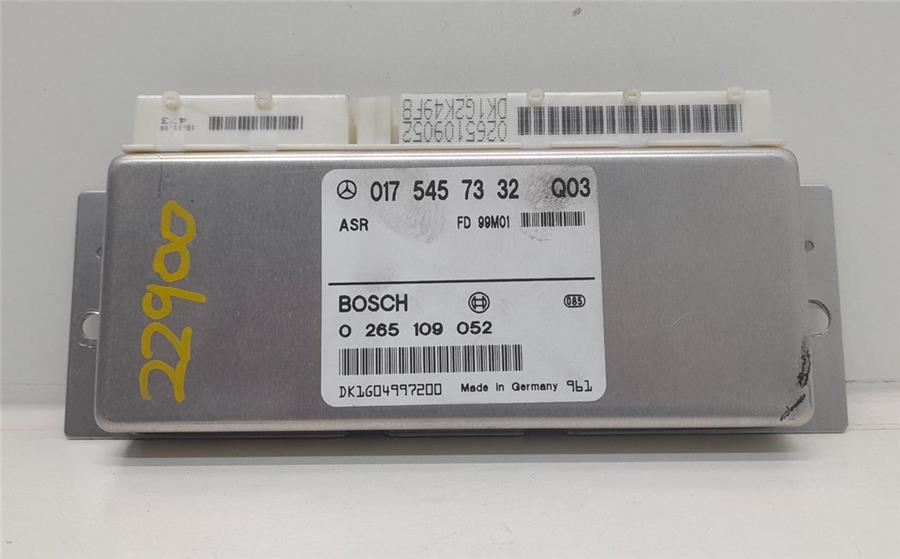 0265109052
DK1G2K49F8
017 545 73 32 Q03
ASR FD 99M01
BOSCH
085
0 265 109 052
DK1G04997200 Made in Germany 961
22900